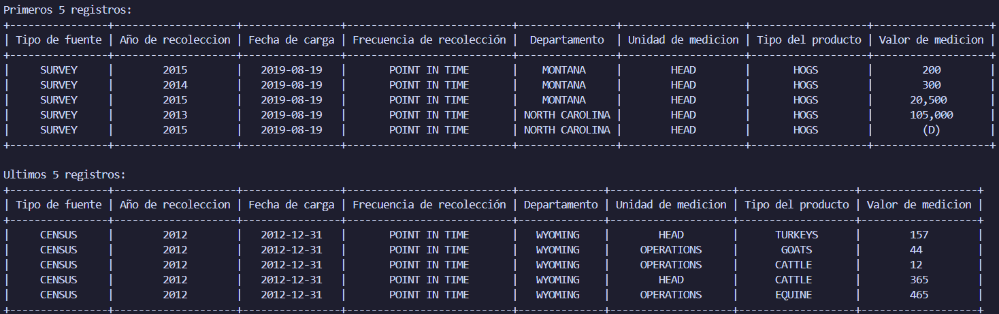 Primeros 5 registros:
+----------------+--------------------+----------------+---------------------------+----------------+--------------------+-------------------+-------------------+
| Tipo de fuente | Año de recoleccion | Fecha de carga | Frecuencia de recolección |  Departamento  | Unidad de medicion | Tipo del producto | Valor de medicion |
+----------------+--------------------+----------------+---------------------------+----------------+--------------------+-------------------+-------------------+
|     SURVEY     |        2015        |   2019-08-19   |       POINT IN TIME       |    MONTANA     |        HEAD        |       HOGS        |        200        |
|     SURVEY     |        2014        |   2019-08-19   |       POINT IN TIME       |    MONTANA     |        HEAD        |       HOGS        |        300        |
|     SURVEY     |        2015        |   2019-08-19   |       POINT IN TIME       |    MONTANA     |        HEAD        |       HOGS        |      20,500       |
|     SURVEY     |        2013        |   2019-08-19   |       POINT IN TIME       | NORTH CAROLINA |        HEAD        |       HOGS        |      105,000      |
|     SURVEY     |        2015        |   2019-08-19   |       POINT IN TIME       | NORTH CAROLINA |        HEAD        |       HOGS        |        (D)        |
+----------------+--------------------+----------------+---------------------------+----------------+--------------------+-------------------+-------------------+
Ultimos 5 registros:
+----------------+--------------------+----------------+---------------------------+--------------+--------------------+-------------------+-------------------+
| Tipo de fuente | Año de recoleccion | Fecha de carga | Frecuencia de recolección | Departamento | Unidad de medicion | Tipo del producto | Valor de medicion |
+----------------+--------------------+----------------+---------------------------+--------------+--------------------+-------------------+-------------------+
|     CENSUS     |        2012        |   2012-12-31   |       POINT IN TIME       |   WYOMING    |        HEAD        |      TURKEYS      |        157        |
|     CENSUS     |        2012        |   2012-12-31   |       POINT IN TIME       |   WYOMING    |     OPERATIONS     |       GOATS       |        44         |
|     CENSUS     |        2012        |   2012-12-31   |       POINT IN TIME       |   WYOMING    |     OPERATIONS     |      CATTLE       |        12         |
|     CENSUS     |        2012        |   2012-12-31   |       POINT IN TIME       |   WYOMING    |        HEAD        |      CATTLE       |        365        |
|     CENSUS     |        2012        |   2012-12-31   |       POINT IN TIME       |   WYOMING    |     OPERATIONS     |      EQUINE       |        465        |
+----------------+--------------------+----------------+---------------------------+--------------+--------------------+-------------------+-------------------+